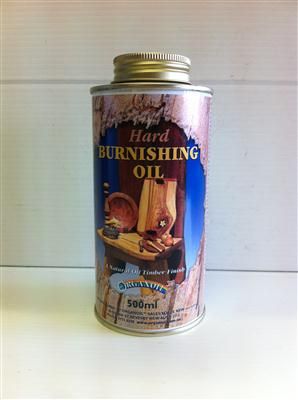 Hard
BURNISHING
OIL
A Natural Oil Timber Finish
ORGANOIL
500ml